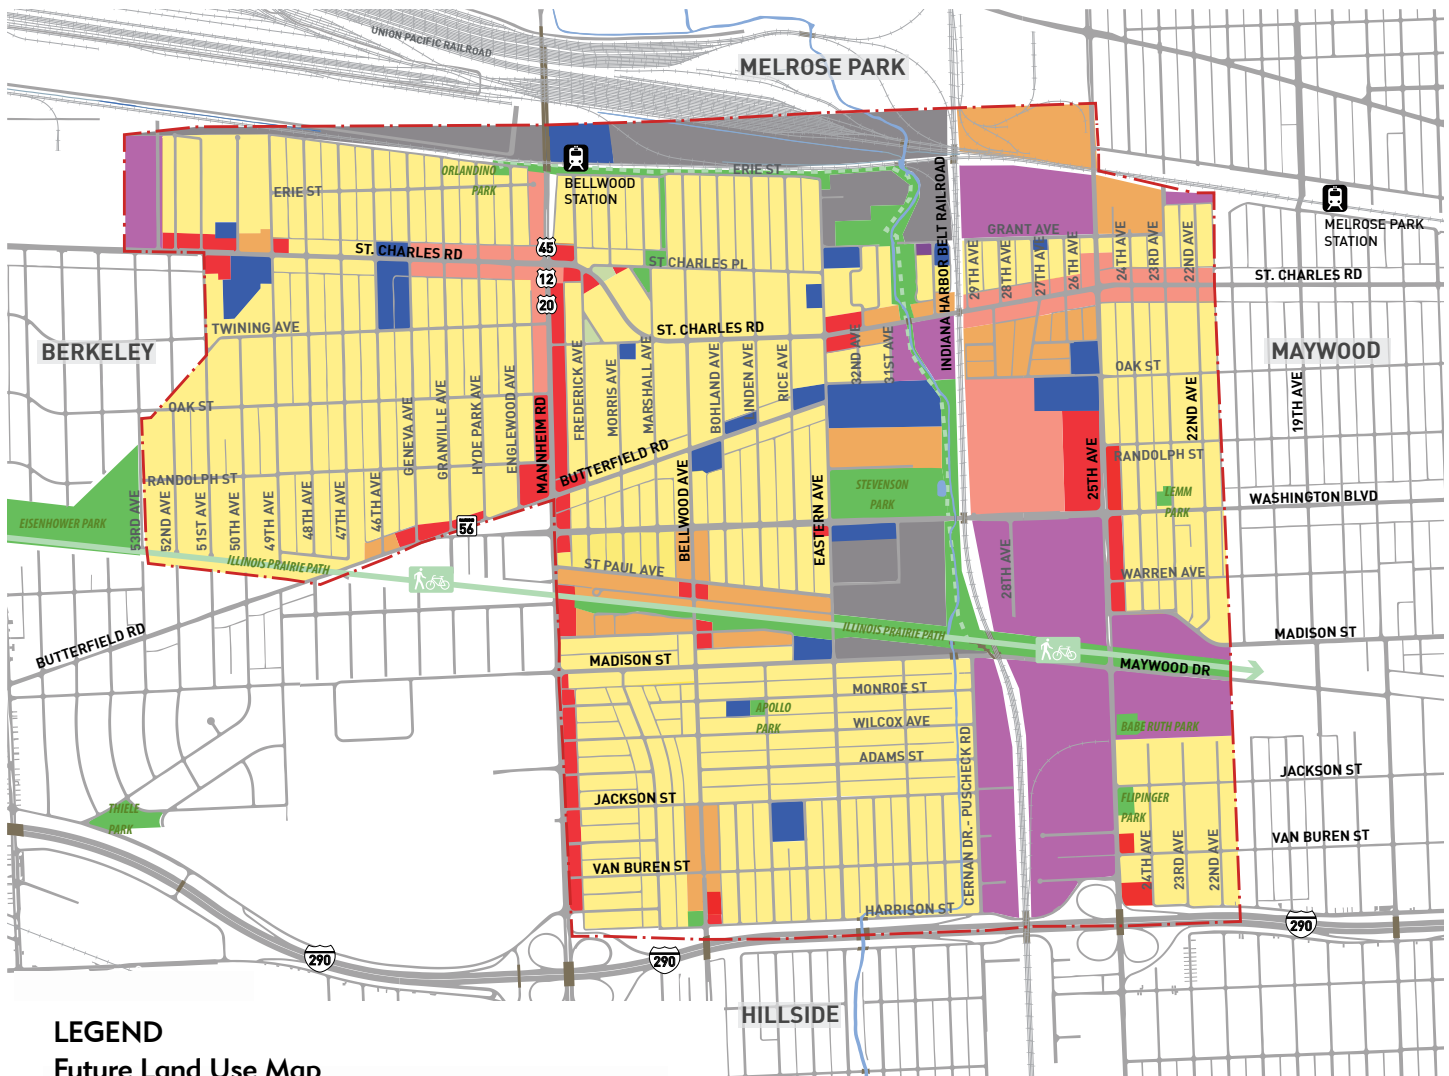 UNION PACIFIC RAILROAD
MELROSE PARK
ORLANDINO
PARK
ERIE ST
BELLWOOD
STATION
ERIE ST
MELROSE PARK
STATION
45
ST. CHARLES RD
12
20
ST CHARLES PL
GRANT AVE
29TH AVE
28TH AVE
27TH AVE
26TH AVE
24TH AVE
23RD AVE
22ND AVE
ST. CHARLES RD
INDIANA HARBOR BELT RAILROAD
TWINING AVE
ST. CHARLES RD
BERKELEY
MAYWOOD
FREDERICK AVE
MORRIS AVE
MARSHALL AVE
BOHLAND AVE
LINDEN AVE
RICE AVE
32ND AVE
31ST AVE
OAK ST
OAK ST
22ND AVE
19TH AVE
GENEVA AVE
GRANVILLE AVE
HYDE PARK AVE
ENGLEWOOD AVE
MANNHEIM RD
BUTTERFIELD RD
25TH AVE
RANDOLPH ST
RANDOLPH ST
STEVENSON
PARK
LEMM
PARK
WASHINGTON BLVD
EISENHOWER PARK
53RD AVE
52ND AVE
51ST AVE
50TH AVE
49TH AVE
48TH AVE
47TH AVE
46TH AVE
56
BELLWOOD AVE
EASTERN AVE
28TH AVE
ILLINOIS PRAIRIE PATH
ST PAUL AVE
WARREN AVE
BUTTERFIELD RD
ILLINOIS PRAIRIE PATH
MADISON ST
MADISON ST
MAYWOOD DR
MONROE ST
APOLLO
PARK
WILCOX AVE
BABE RUTH PARK
ADAMS ST
CERNAN DR.- PUSCHECK RD
JACKSON ST
JACKSON ST
THIELE
PARK
FLIPINGER
PARK
VAN BUREN ST
VAN BUREN ST
24TH AVE
23RD AVE
22ND AVE
HARRISON ST
290
290
290
HILLSIDE
LEGEND
Future Land Use Map